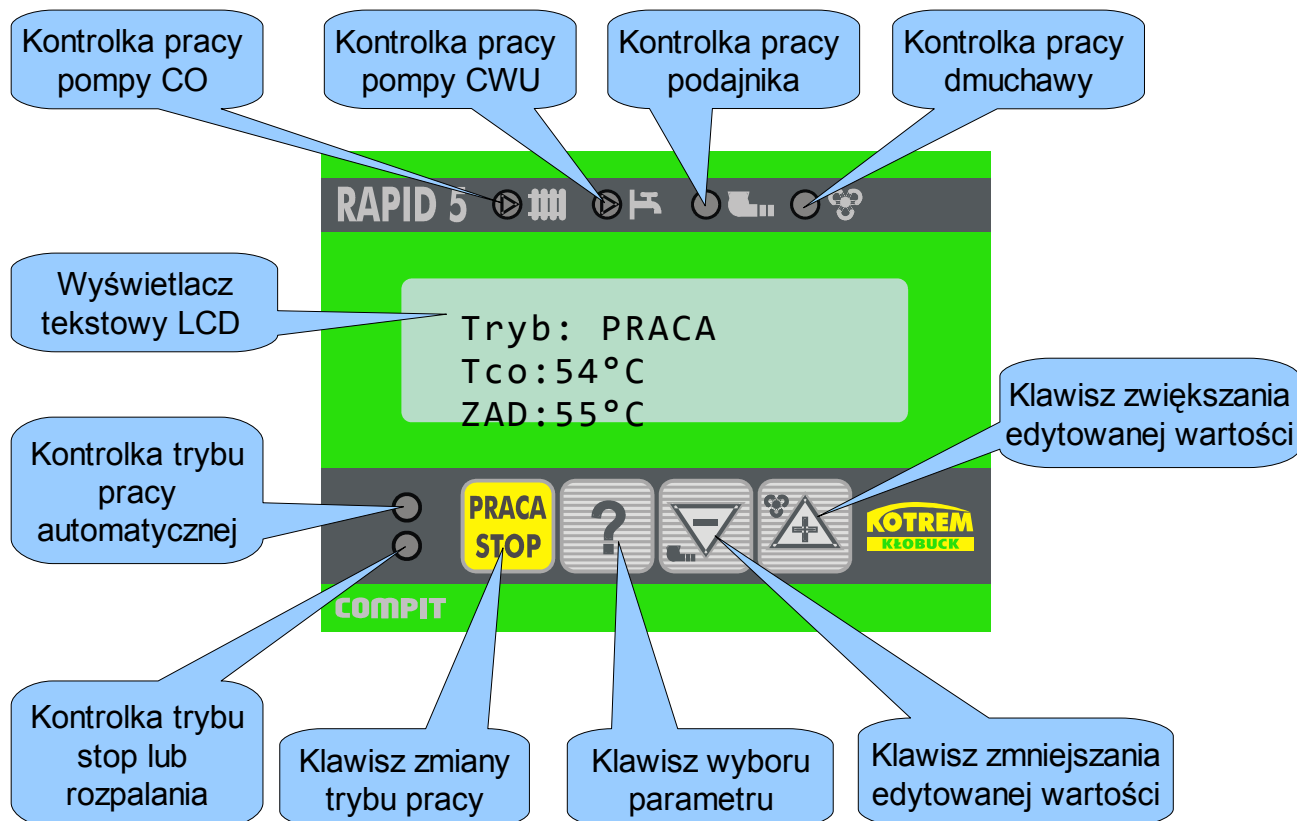 Kontrolka pracy
pompy CO
Kontrolka pracy
pompy CWU
Kontrolka pracy
podajnika
Kontrolka pracy
dmuchawy
RAPID 5
Wyświetlacz
tekstowy LCD
Tryb: PRACA
Tco:54°C
ZAD:55°C
Klawisz zwiększania
edytowanej wartości
Kontrolka trybu
pracy
automatycznej
PRACA
STOP
?
KOTREM
KŁOBUCK
COMPIT
Kontrolka trybu
stop lub
rozpalania
Klawisz zmiany
trybu pracy
Klawisz wyboru
parametru
Klawisz zmniejszania
edytowanej wartości